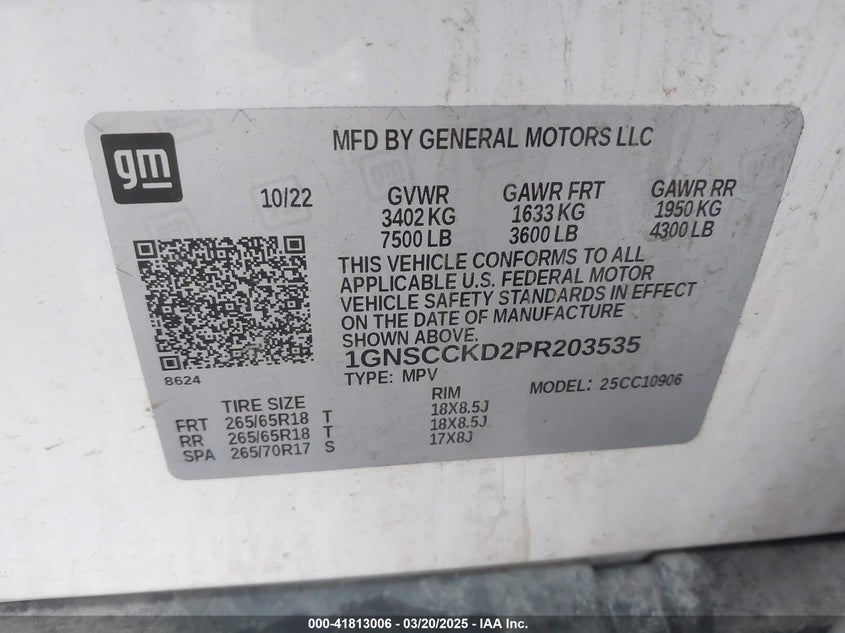 gm
MFD BY GENERAL MOTORS LLC
10/22
GVWR GAWR FRT GAWR RR
3402 KG 1633 KG 1950 KG
7500 LB 3600 LB 4300 LB
THIS VEHICLE CONFORMS TO ALL
APPLICABLE U.S. FEDERAL MOTOR
VEHICLE SAFETY STANDARDS IN EFFECT
ON THE DATE OF MANUFACTURE
SHOWN ABOVE.
1GNSCCKD2PR203535
8624
TYPE: MPV MODEL: 25CC10906
TIRE SIZE RIM
FRT 265/65R18 T 18X8.5J
RR 265/65R18 T 18X8.5J
SPA 265/70R17 S 17X8J
000-41813006 - 03/20/2025 - IAA Inc.